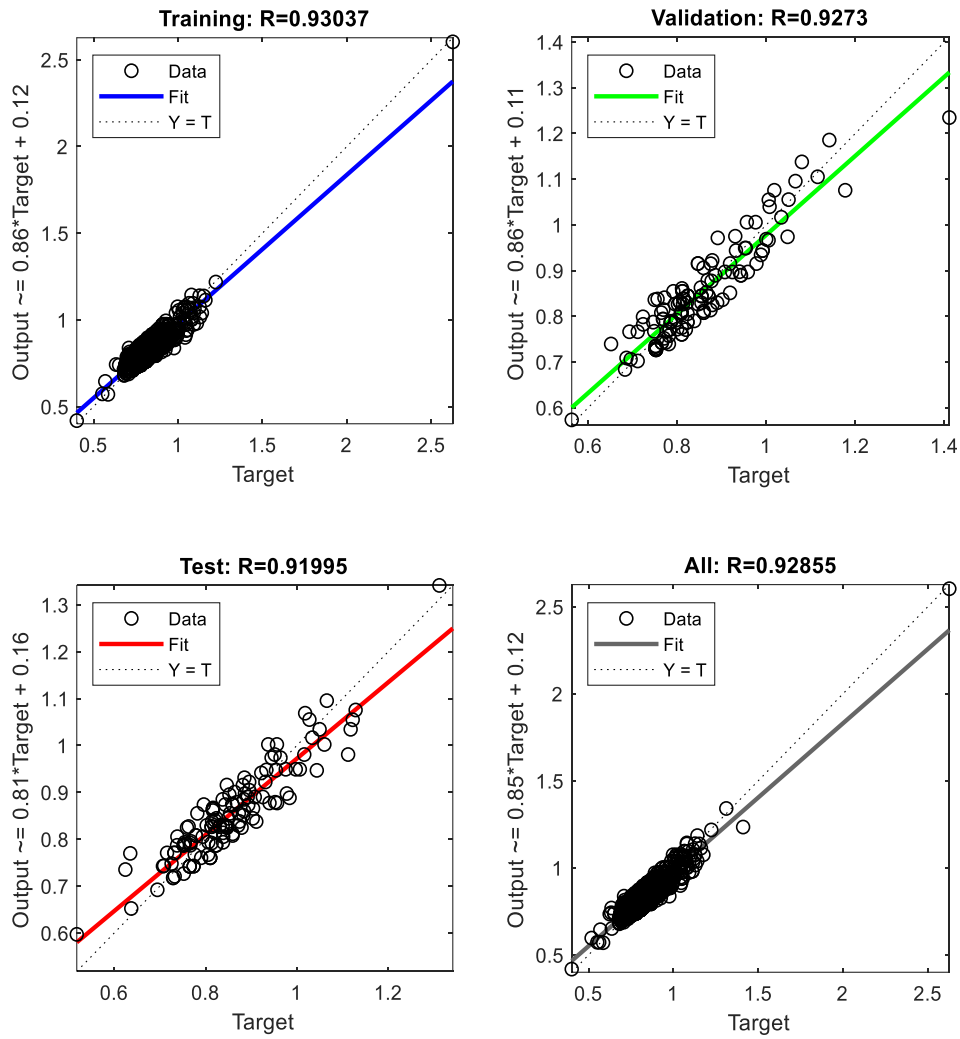 Training: R=0.93037
Output ~= 0.86*Target + 0.12
2.5
2
1.5
1
0.5
Data
Fit
Y = T
0.5 1 1.5 2 2.5
Target
Validation: R=0.9273
Output ~= 0.86*Target + 0.11
1.4
1.3
1.2
1.1
1
0.9
0.8
0.7
0.6
Data
Fit
Y = T
0.6 0.8 1 1.2 1.4
Target
Test: R=0.91995
Output ~= 0.81*Target + 0.16
1.3
1.2
1.1
1
0.9
0.8
0.7
0.6
Data
Fit
Y = T
0.6 0.8 1 1.2
Target
All: R=0.92855
Output ~= 0.85*Target + 0.12
2.5
2
1.5
1
0.5
Data
Fit
Y = T
0.5 1 1.5 2 2.5
Target